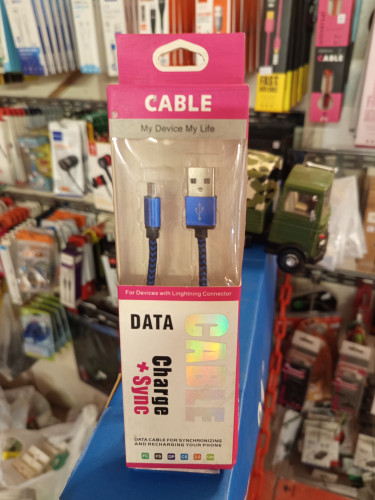 CABLE
My Device My Life
For Devices with Linghtning Connector
DATA
CABLE
Charge
+Sync
DATA CABLE FOR SYNCHRONIZING
AND RECHARGING YOUR PHONE
CABLE